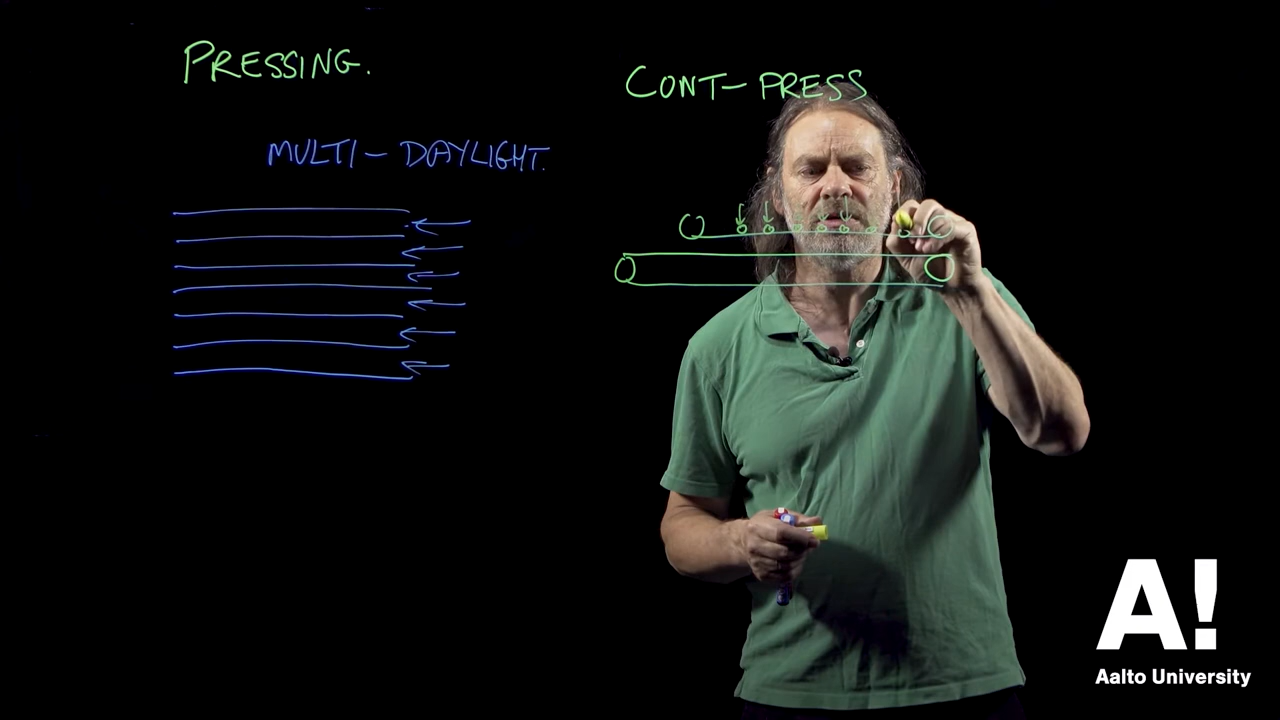 PRESSING.
CONT-PRESS
MULTI-DAYLIGHT.
A!
Aalto University